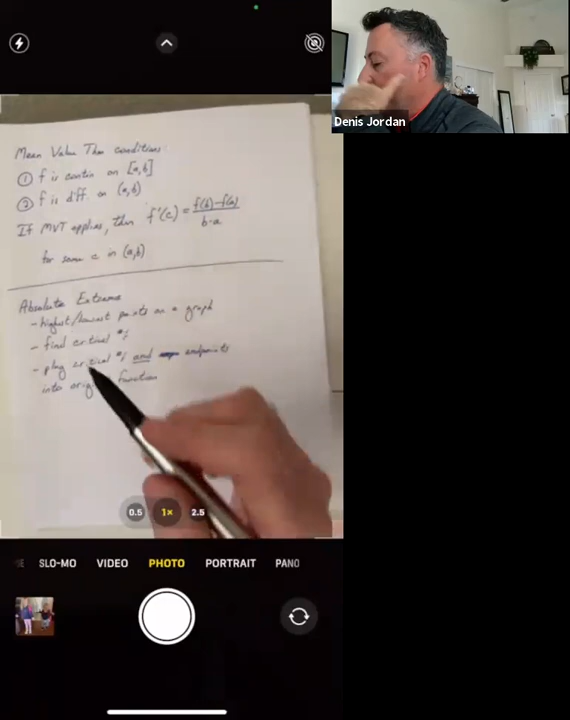 Denis Jordan
Mean Value Thm conditions:
① f is contin on [a,b]
② f is diff. on (a,b)
If MVT applies, then f'(c) = f(b)-f(a)
b-a
for some c in (a,b)
Absolute Extrema
- highest/lowest points on a graph
- find critical #s
- plug critical #s and endpoints
into function
0.5 1× 2.5
SLO-MO VIDEO PHOTO PORTRAIT PANO